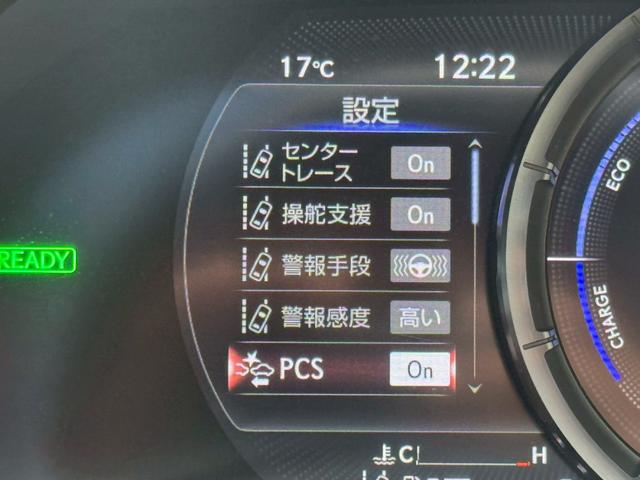 17℃
12:22
設定
センター
トレース
On
操舵支援
On
警報手段
警報感度
高い
PCS
On
READY
ECO
CHARGE
C
H